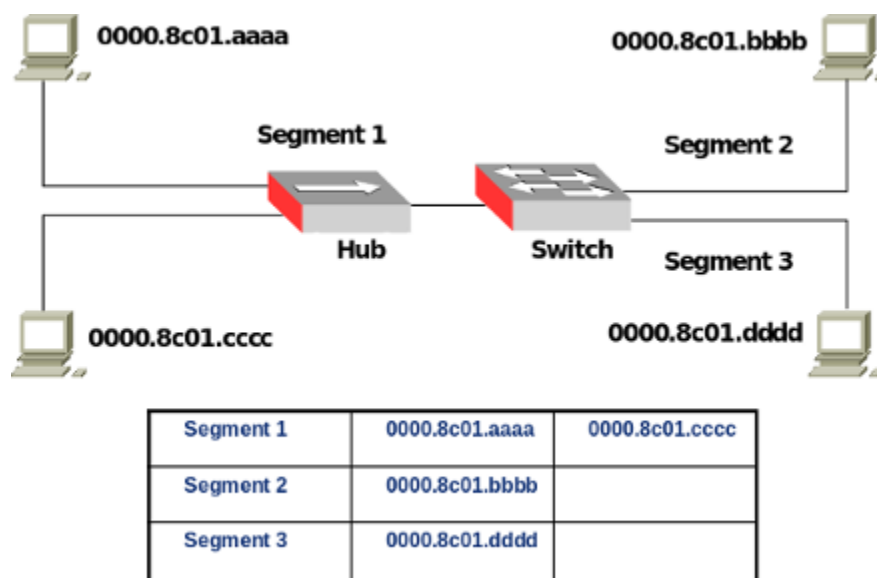 0000.8c01.aaaa
0000.8c01.bbbb
Segment 1
Segment 2
Hub
Switch
Segment 3
0000.8c01.cccc
0000.8c01.dddd
Segment 1 0000.8c01.aaaa 0000.8c01.cccc
Segment 2 0000.8c01.bbbb
Segment 3 0000.8c01.dddd